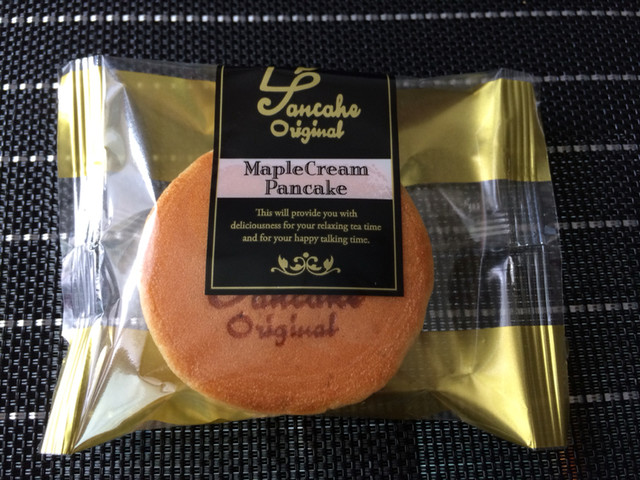 Pancake
Original
MapleCream
Pancake
This will provide you with
deliciousness for your relaxing tea time
and for your happy talking time.
Pancake
Original